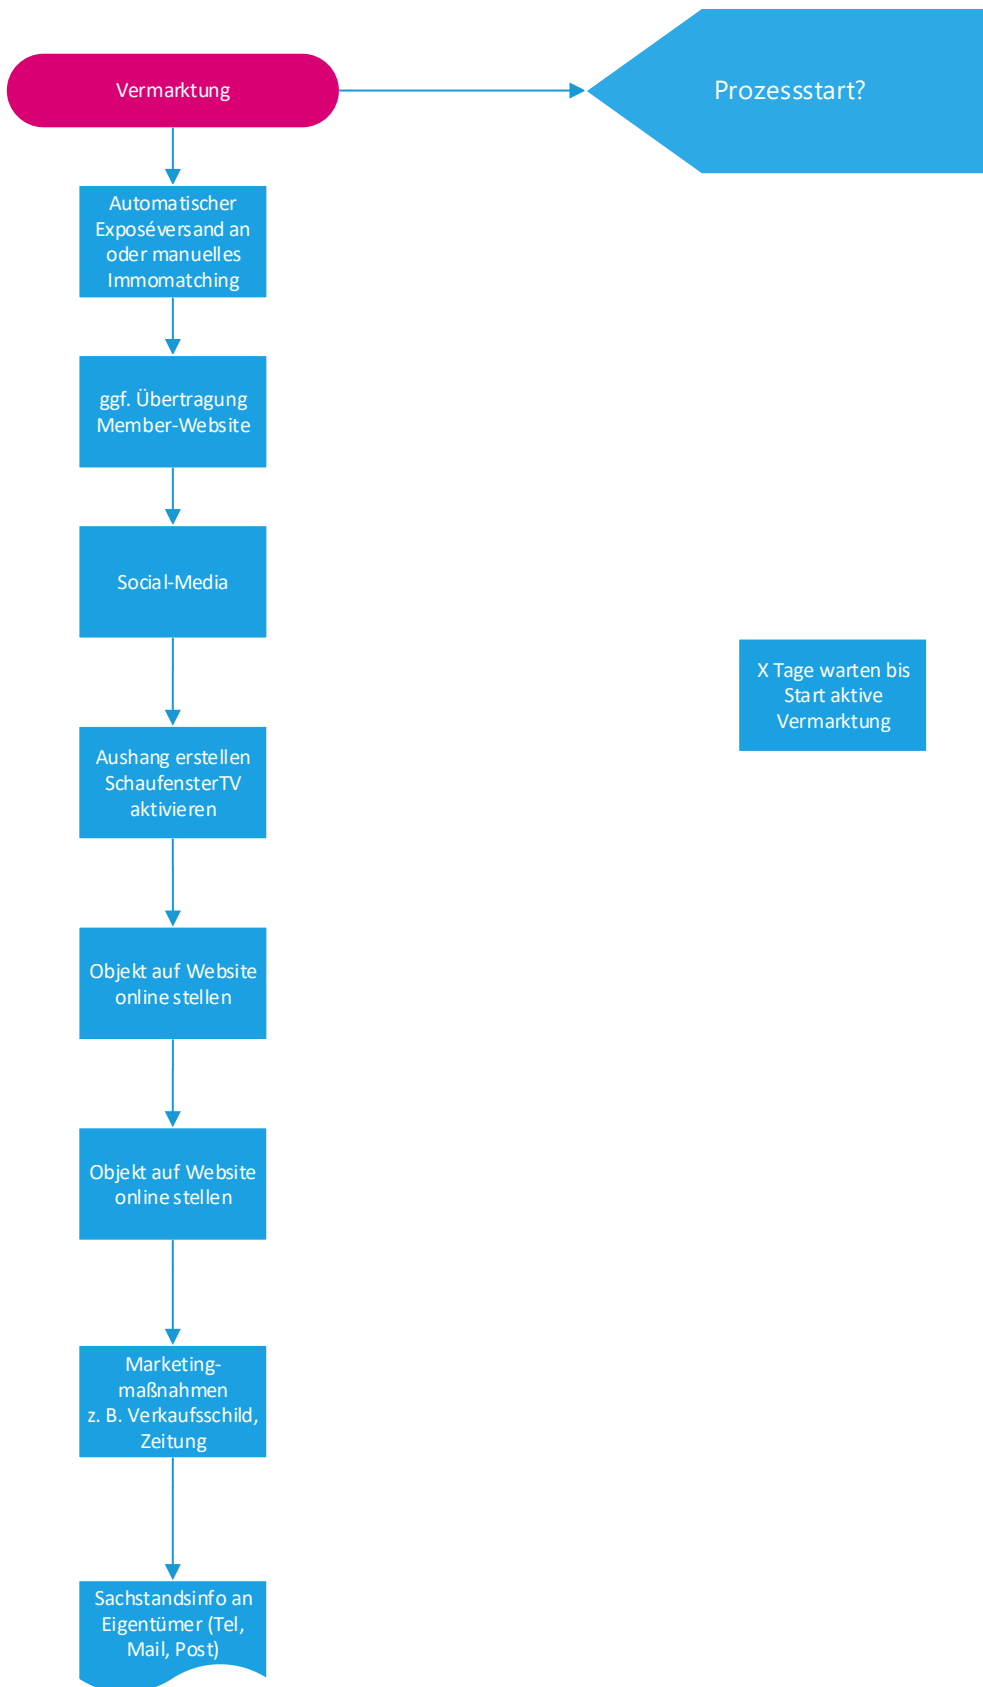 Vermarktung
Prozessstart?
Automatischer
Exposéversand an
oder manuelles
Immomatching
ggf. Übertragung
Member-Website
Social-Media
X Tage warten bis
Start aktive
Vermarktung
Aushang erstellen
SchaufensterTV
aktivieren
Objekt auf Website
online stellen
Objekt auf Website
online stellen
Marketing-
maßnahmen
z. B. Verkaufsschild,
Zeitung
Sachstandsinfo an
Eigentümer (Tel,
Mail, Post)